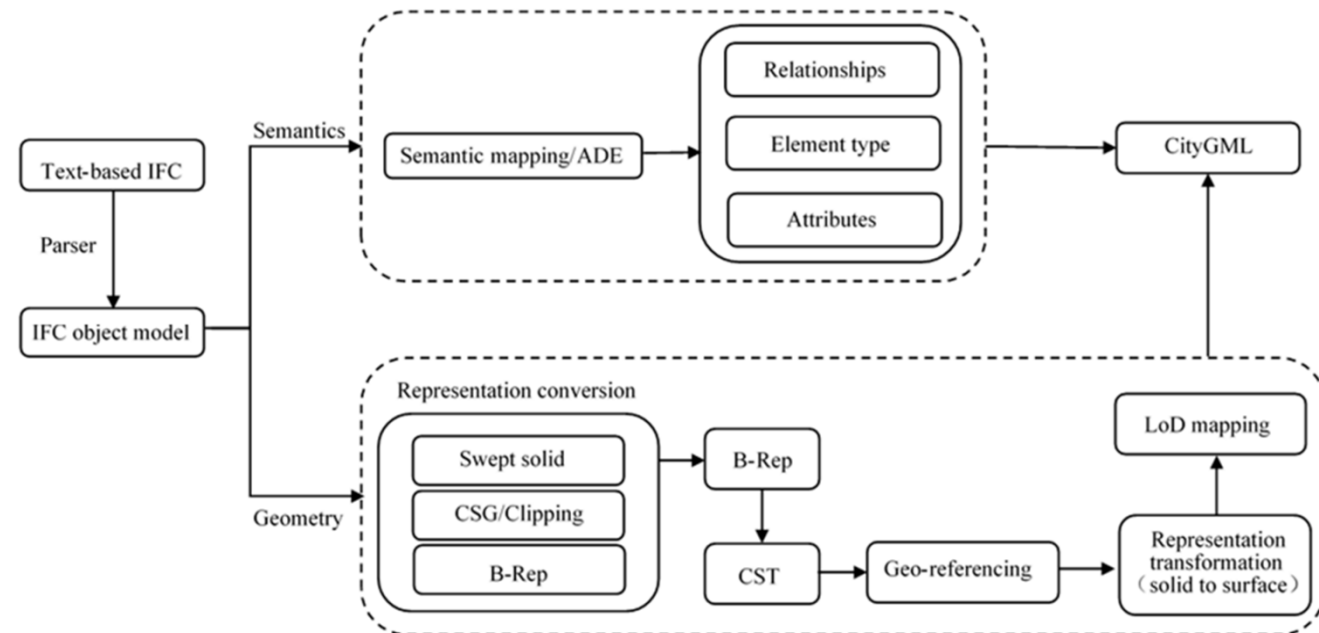 Relationships
Semantics
Semantic mapping/ADE
Element type
CityGML
Text-based IFC
Attributes
Parser
IFC object model
Representation conversion
Swept solid
B-Rep
LoD mapping
Geometry
CSG/Clipping
B-Rep
CST
Geo-referencing
Representation
transformation
（solid to surface）